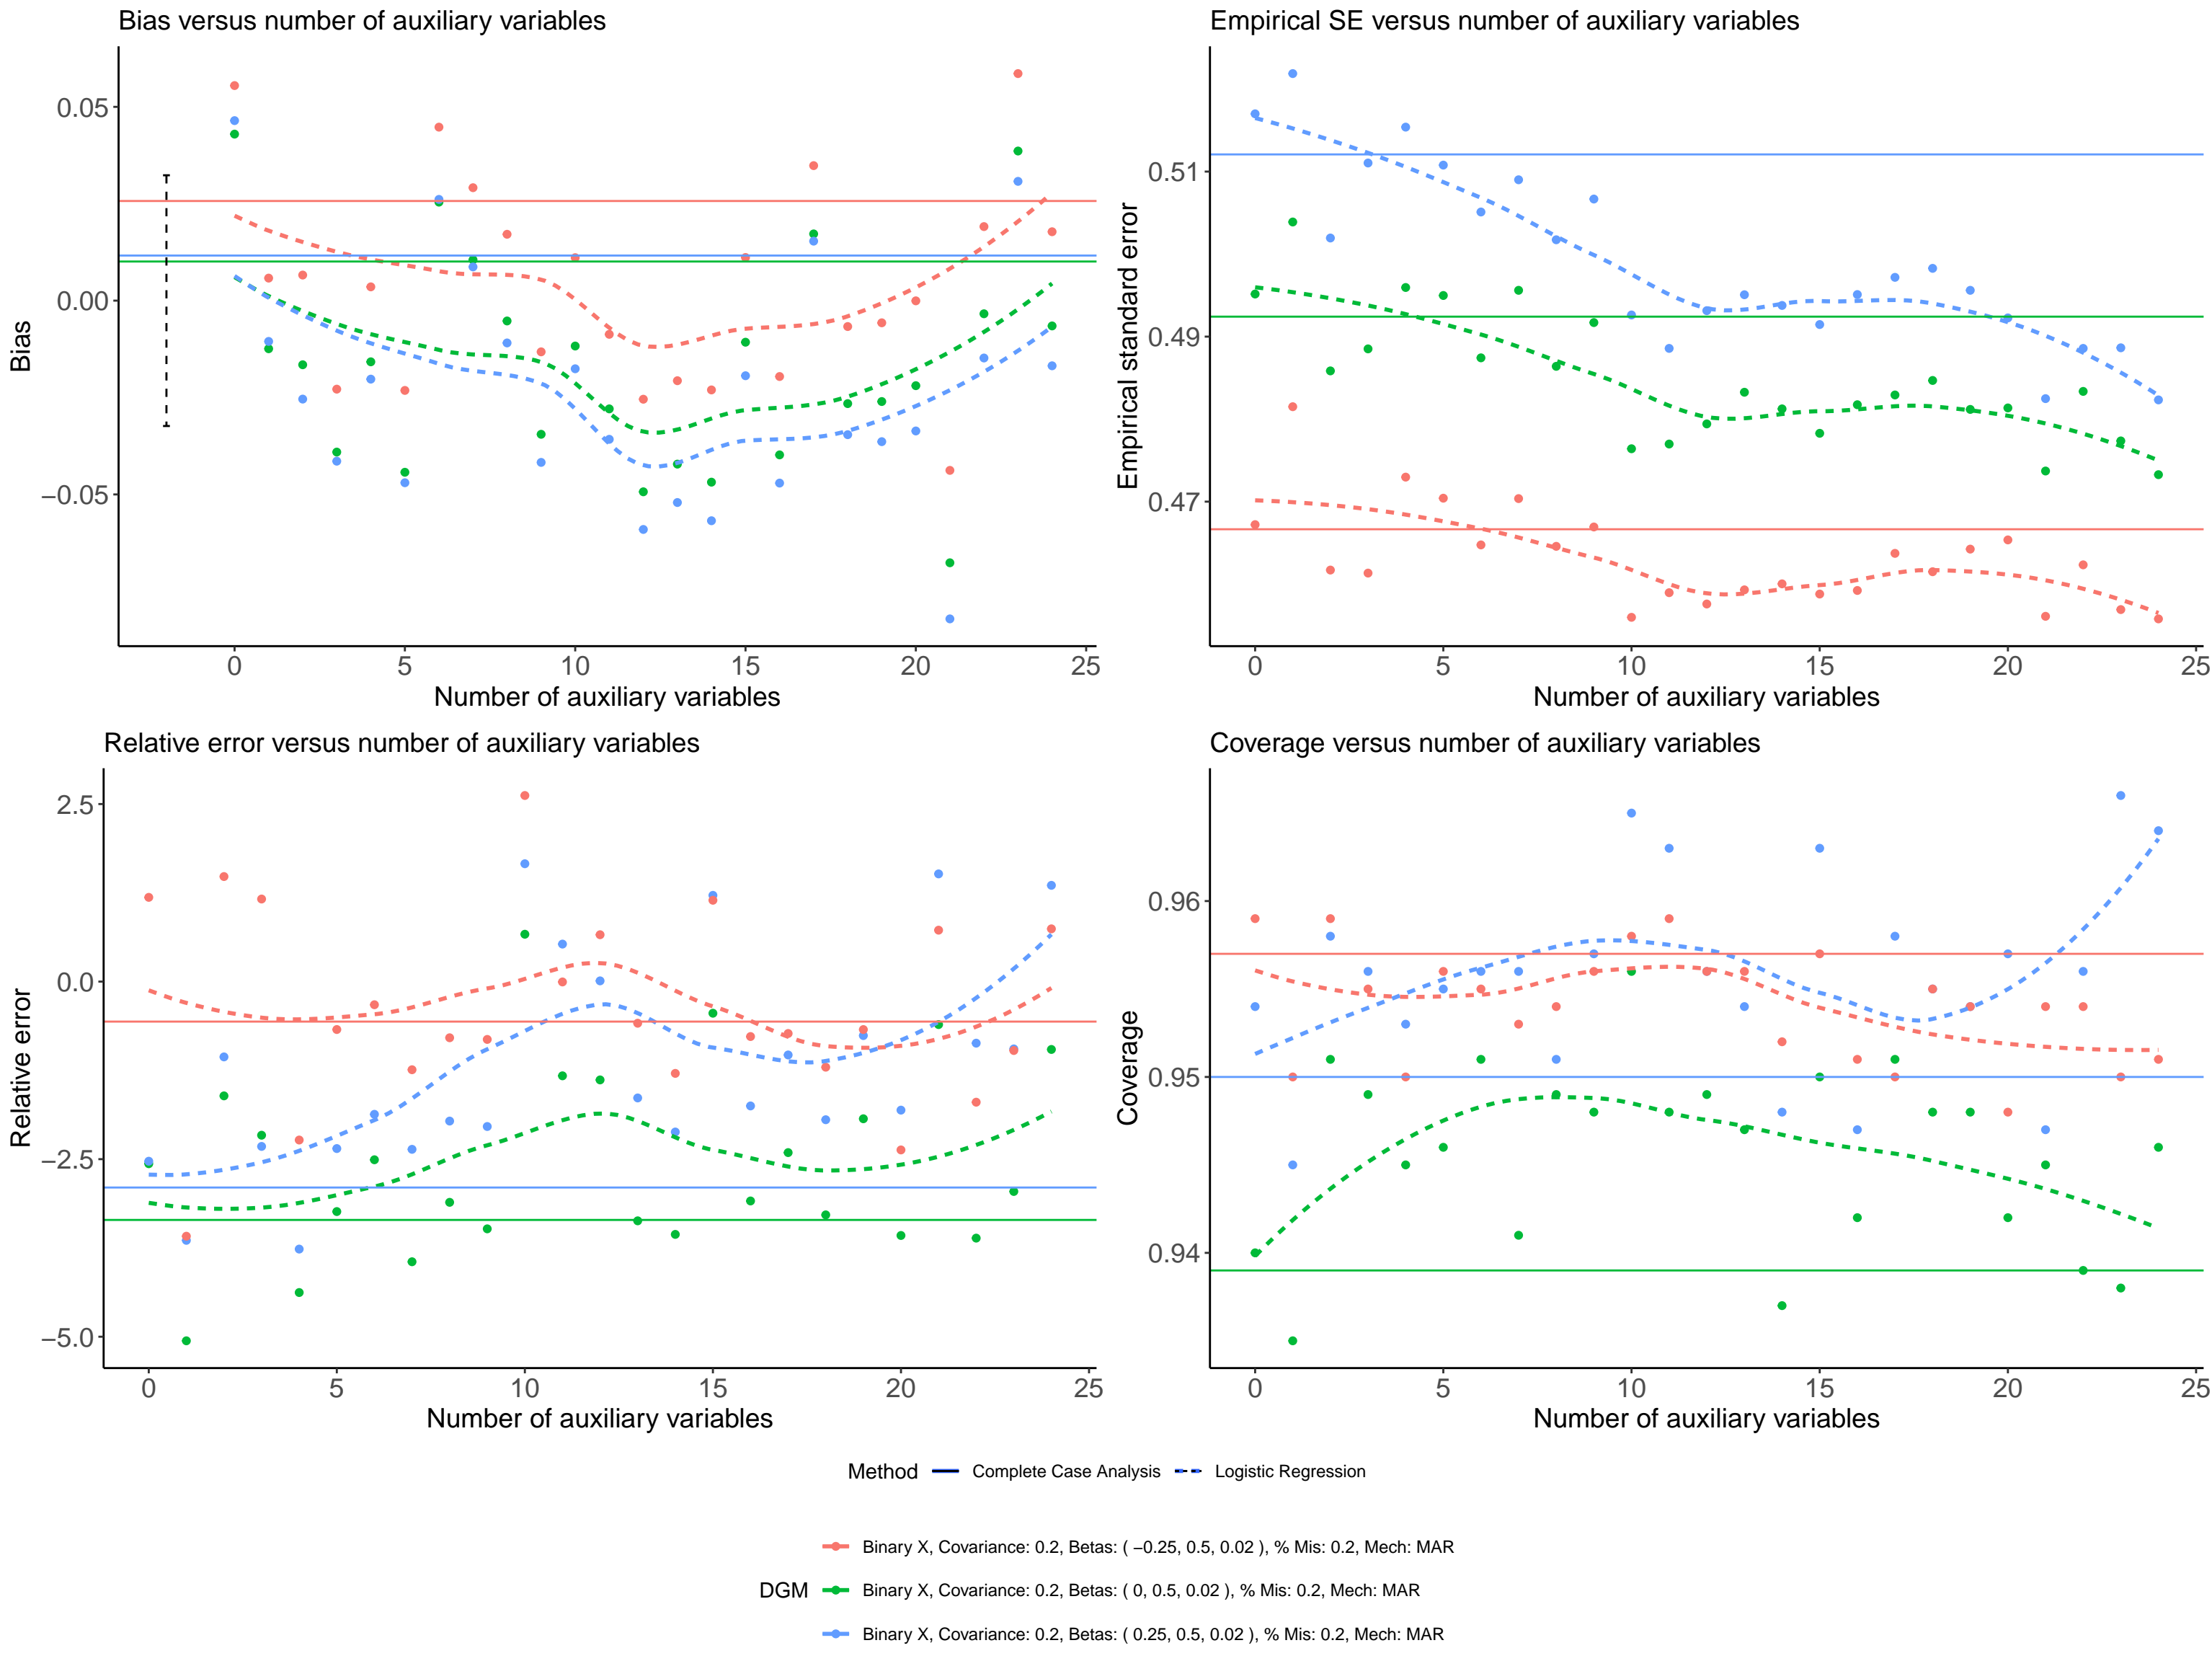 Bias versus number of auxiliary variables
0.05
0.00
−0.05
Bias
0 5 10 15 20 25
Number of auxiliary variables
Empirical SE versus number of auxiliary variables
0.51
0.49
0.47
Empirical standard error
0 5 10 15 20 25
Number of auxiliary variables
Relative error versus number of auxiliary variables
2.5
0.0
−2.5
−5.0
Relative error
0 5 10 15 20 25
Number of auxiliary variables
Coverage versus number of auxiliary variables
0.96
0.95
0.94
Coverage
0 5 10 15 20 25
Number of auxiliary variables
Method Complete Case Analysis Logistic Regression
Binary X, Covariance: 0.2, Betas: ( −0.25, 0.5, 0.02 ), % Mis: 0.2, Mech: MAR
DGM Binary X, Covariance: 0.2, Betas: ( 0, 0.5, 0.02 ), % Mis: 0.2, Mech: MAR
Binary X, Covariance: 0.2, Betas: ( 0.25, 0.5, 0.02 ), % Mis: 0.2, Mech: MAR